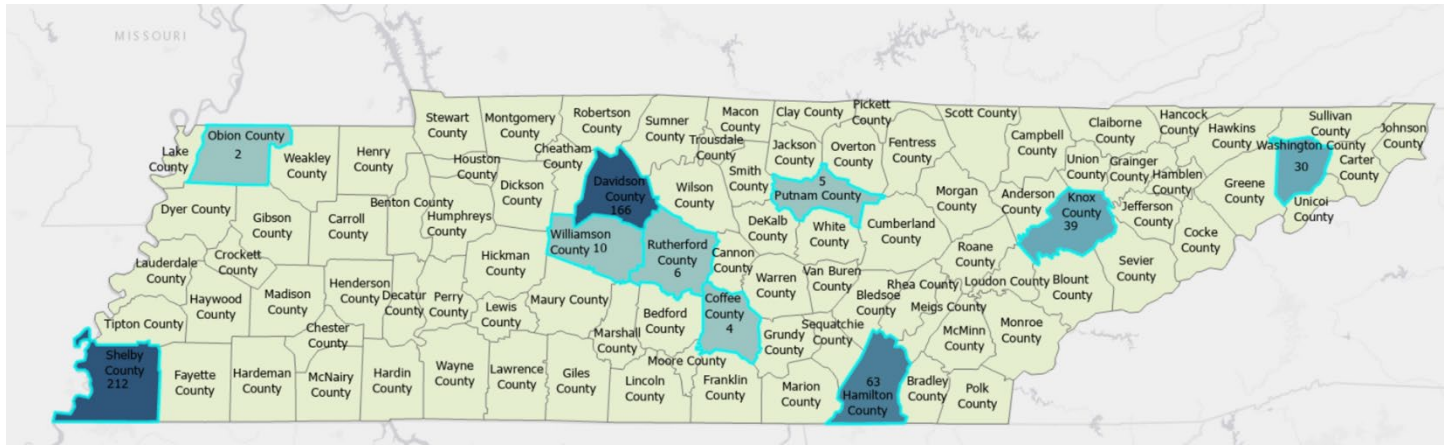 MISSOURI
Obion County
2
Lake
County
Weakley
County
Henry
County
Stewart
County
Montgomery
County
Robertson
County
Sumner
County
Macon
County
Clay County
Pickett
County
Scott County
Campbell
County
Claiborne
County
Hancock
County
Hawkins
County
Sullivan
County
Johnson
County
Washington County
30
Carter
County
Unicoi
County
Greene
County
Hamblen
County
Grainger
County
Union
County
Jefferson
County
Cocke
County
Sevier
County
Knox
County
39
Anderson
County
Morgan
County
Fentress
County
Overton
County
Jackson
County
Trousdale
County
Smith
County
5
Putnam County
Cumberland
County
Roane
County
Loudon County
Blount
County
Monroe
County
McMinn
County
Meigs County
Rhea County
Bledsoe
County
Van Buren
County
White
County
DeKalb
County
Wilson
County
Davidson
County
166
Cheatham
County
Dickson
County
Houston
County
Humphreys
County
Benton County
Carroll
County
Gibson
County
Dyer County
Crockett
County
Lauderdale
County
Haywood
County
Tipton County
Madison
County
Henderson
County
Decatur
County
Perry
County
Lewis
County
Hickman
County
Maury County
Williamson
County 10
Rutherford
County
6
Cannon
County
Warren
County
Coffee
County
4
Bedford
County
Marshall
County
Moore County
Grundy
County
Sequatchie
County
63
Hamilton
County
Bradley
County
Polk
County
Marion
County
Franklin
County
Lincoln
County
Giles
County
Lawrence
County
Wayne
County
Hardin
County
McNairy
County
Chester
County
Hardeman
County
Fayette
County
Shelby
County
212